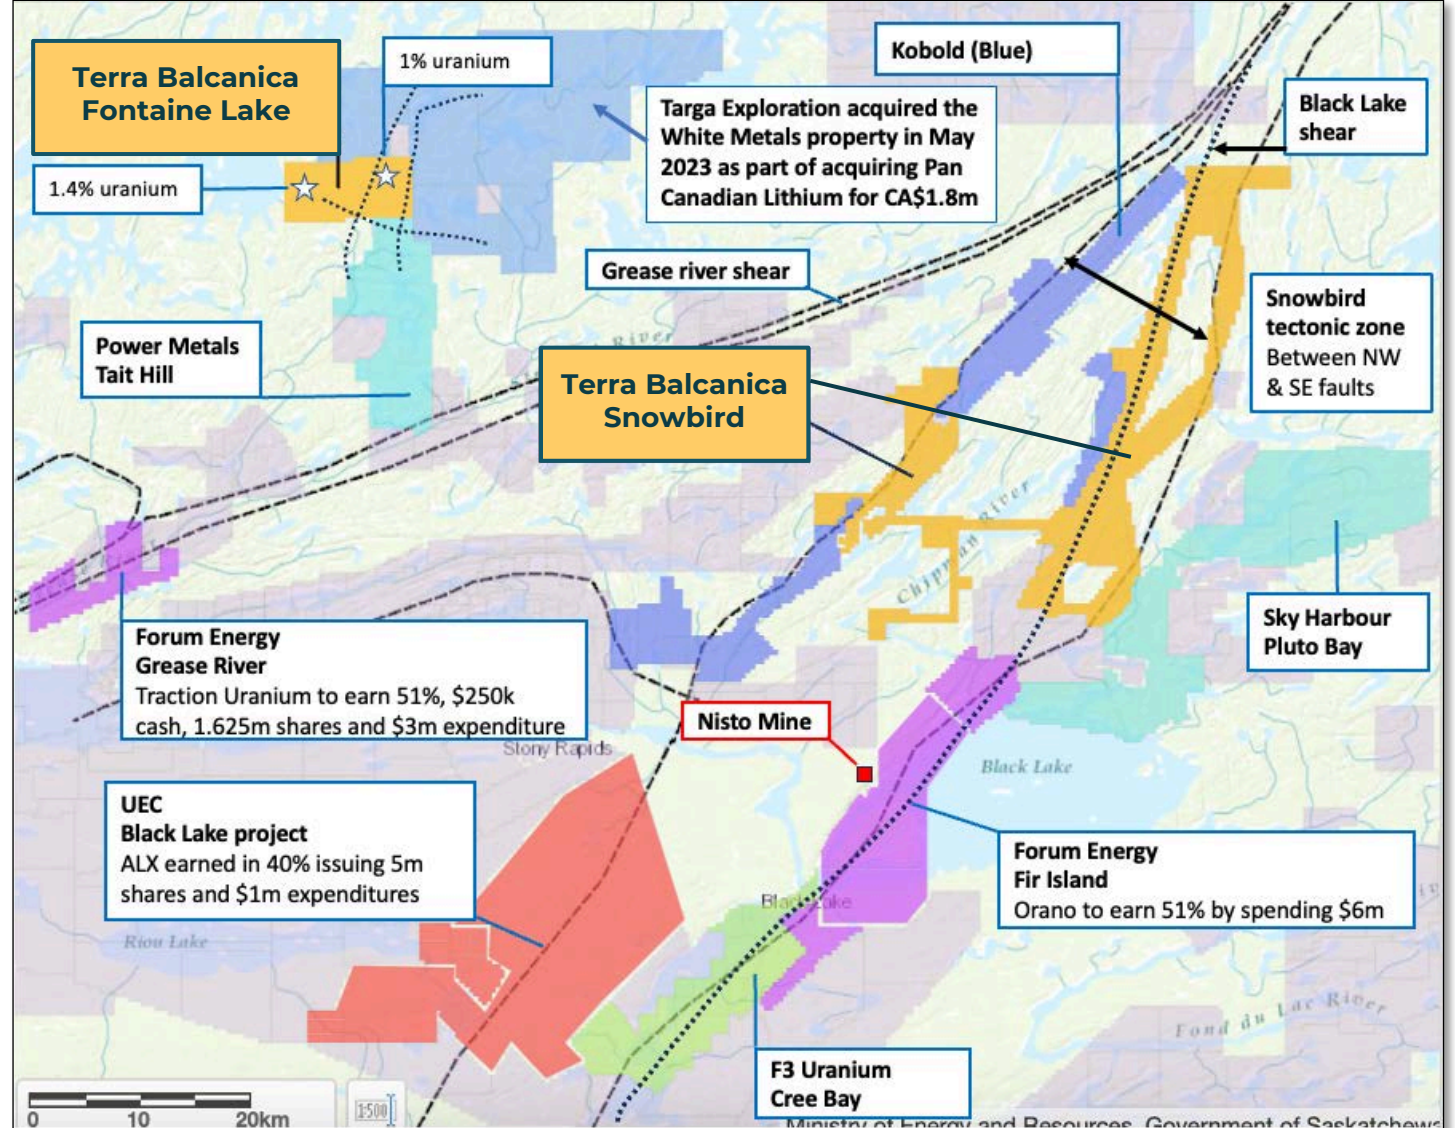 Terra Balcanica
Fontaine Lake
1% uranium
1.4% uranium
Targa Exploration acquired the
White Metals property in May
2023 as part of acquiring Pan
Canadian Lithium for CA$1.8m
Kobold (Blue)
Black Lake
shear
Grease river shear
River
Snowbird
tectonic zone
Between NW
& SE faults
Power Metals
Tait Hill
Terra Balcanica
Snowbird
Chipman River
Sky Harbour
Pluto Bay
Forum Energy
Grease River
Traction Uranium to earn 51%, $250k
cash, 1.625m shares and $3m expenditure
Nisto Mine
Stony Rapids
Black Lake
UEC
Black Lake project
ALX earned in 40% issuing 5m
shares and $1m expenditures
Forum Energy
Fir Island
Orano to earn 51% by spending $6m
Black Lake
Riou Lake
Fond du Lac River
F3 Uranium
Cree Bay
0 10 20km
1:500
Ministry of Energy and Resources, Government of Saskatchewa